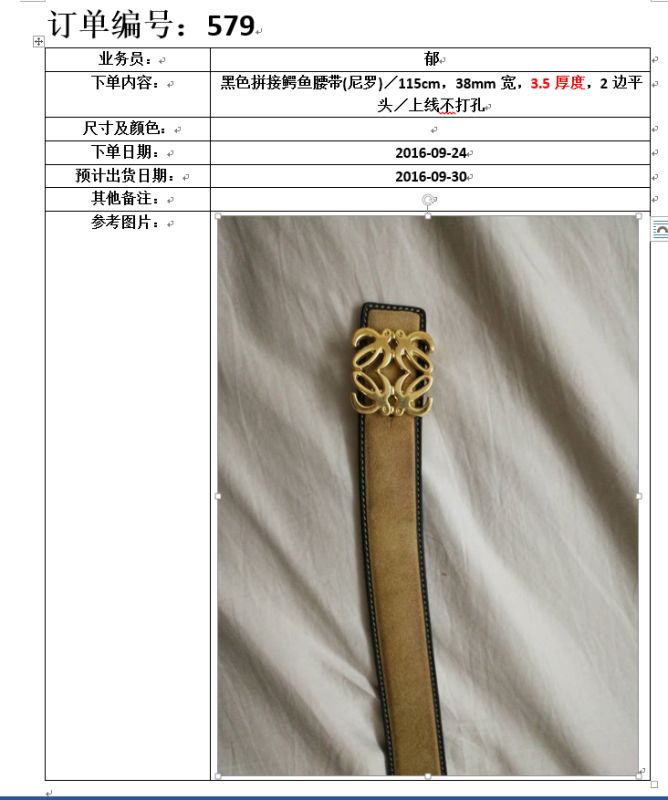 订单编号：579
业务员：
郁
下单内容：
黑色拼接鳄鱼腰带(尼罗)／115cm，38mm 宽，3.5 厚度，2 边平
头／上线不打孔
尺寸及颜色：
下单日期：
2016-09-24
预计出货日期：
2016-09-30
其他备注：
参考图片：